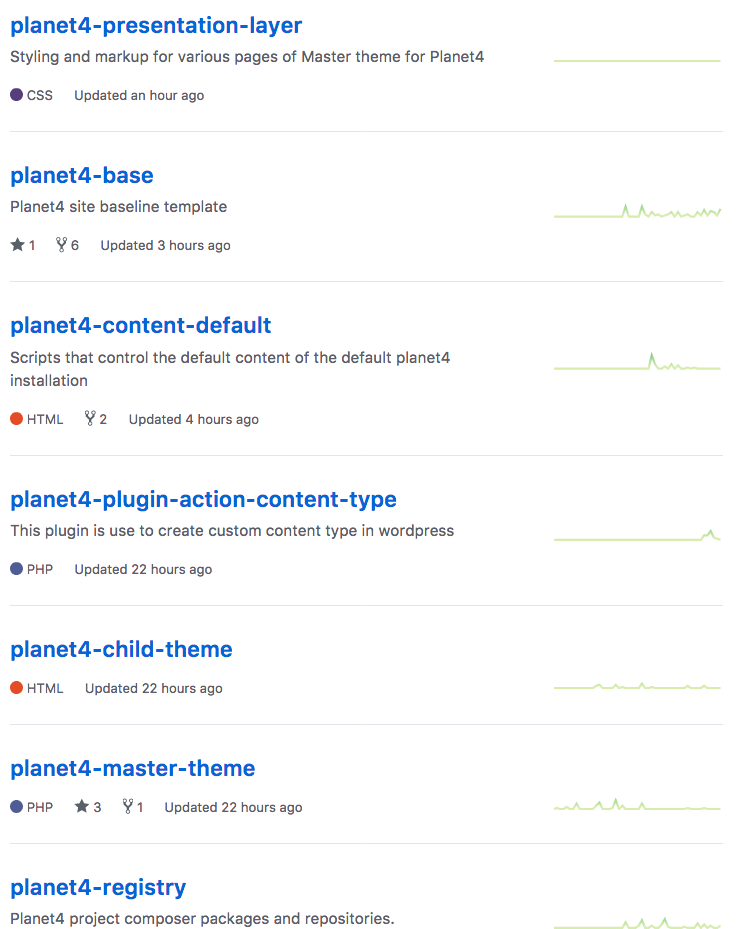 planet4-presentation-layer
Styling and markup for various pages of Master theme for Planet4
CSS Updated an hour ago
planet4-base
Planet4 site baseline template
1 6 Updated 3 hours ago
planet4-content-default
Scripts that control the default content of the default planet4
installation
HTML 2 Updated 4 hours ago
planet4-plugin-action-content-type
This plugin is use to create custom content type in wordpress
PHP Updated 22 hours ago
planet4-child-theme
HTML Updated 22 hours ago
planet4-master-theme
PHP 3 1 Updated 22 hours ago
planet4-registry
Planet4 project composer packages and repositories.